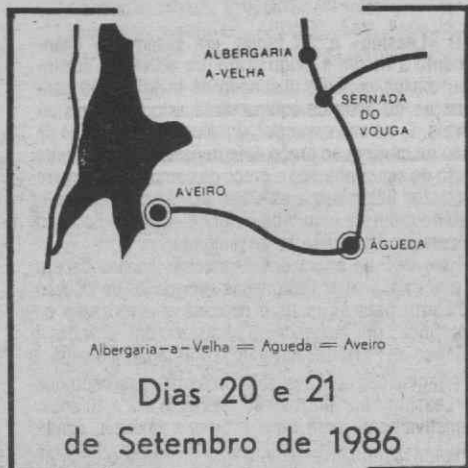 ALBERGARIA
A-VELHA
SERNADA
DO
VOUGA
AVEIRO
ÁGUEDA
Albergaria-a-Velha = Agueda = Aveiro
Dias 20 e 21
de Setembro de 1986